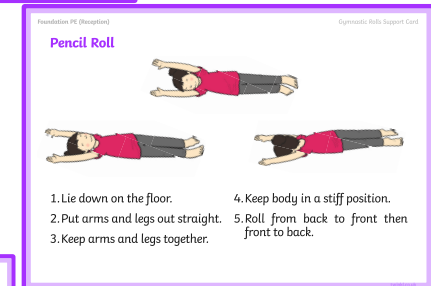 Foundation PE (Reception)
Gymnastic Rolls Support Card
Pencil Roll
1. Lie down on the floor.
2. Put arms and legs out straight.
3. Keep arms and legs together.
4. Keep body in a stiff position.
5. Roll from back to front then
front to back.